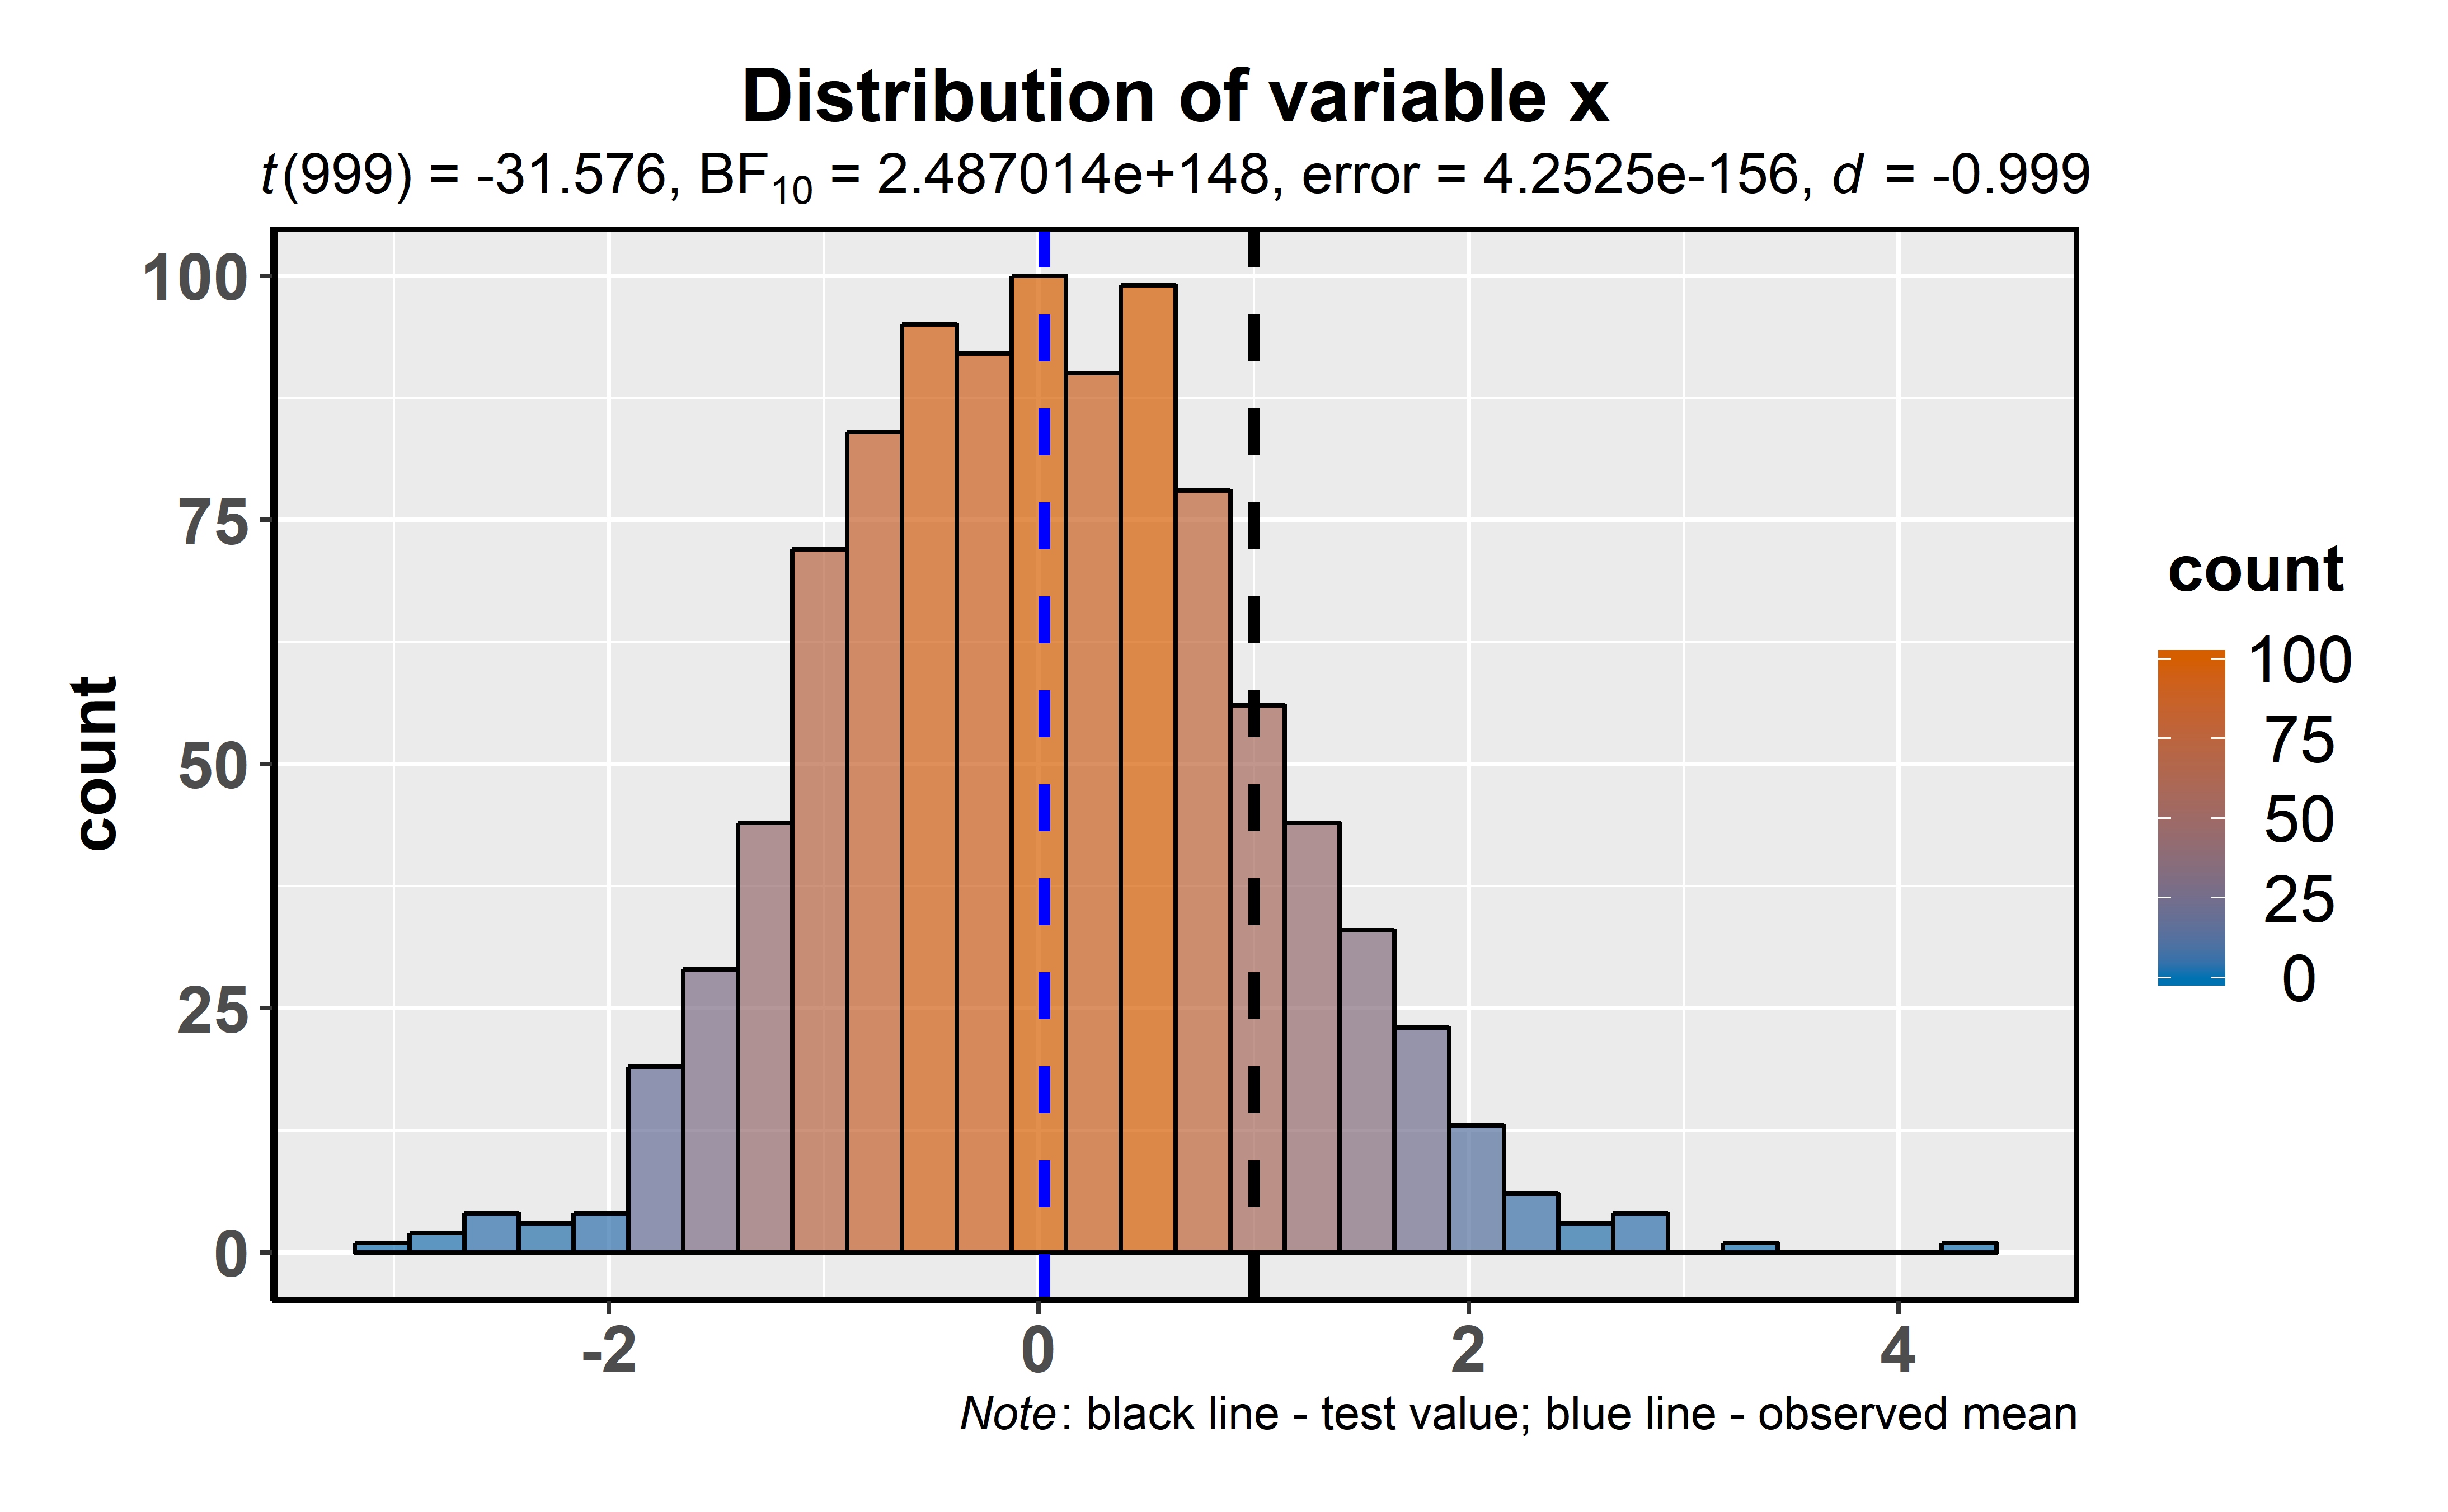 Distribution of variable x
t(999) = -31.576, BF₁₀ = 2.487014e+148, error = 4.2525e-156, d = -0.999
100
75
50
25
0
count
-2 0 2 4
count
100
75
50
25
0
Note: black line - test value; blue line - observed mean